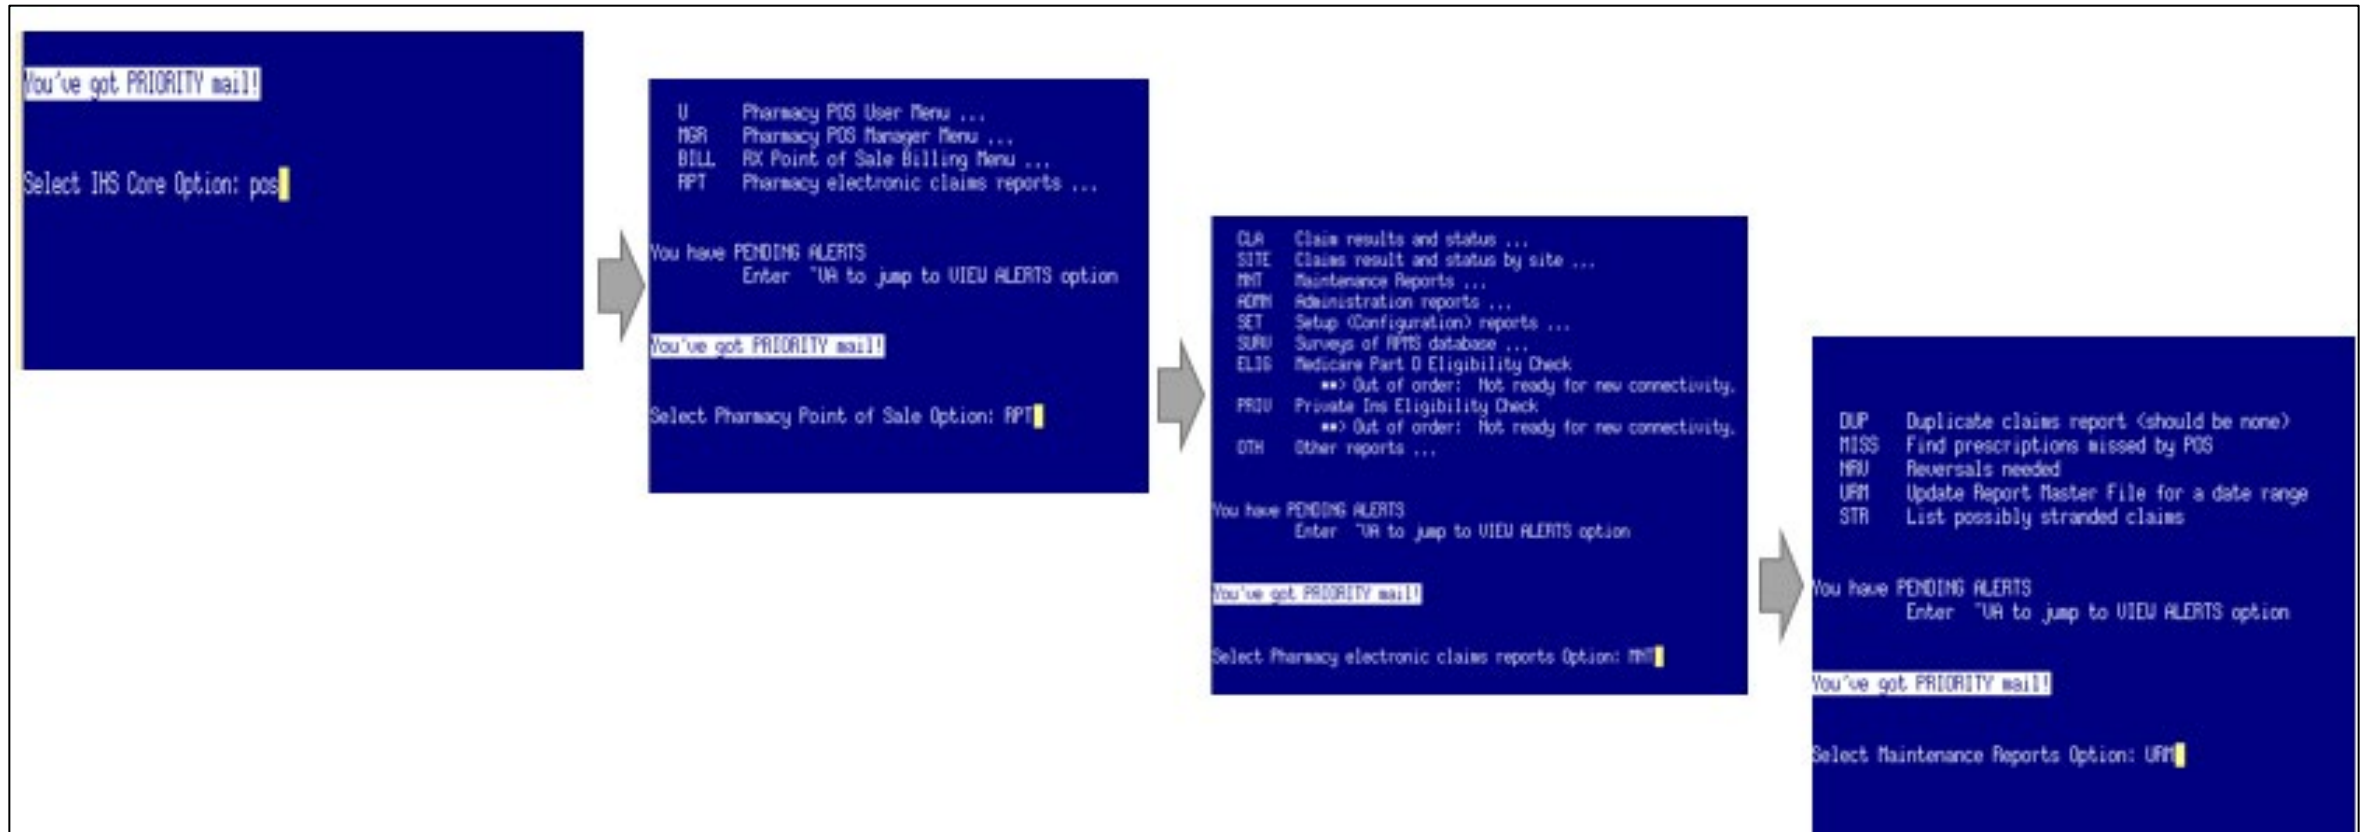 You've got PRIORITY mail!
Select IHS Core Option: pos
U Pharmacy POS User Menu ...
MGR Pharmacy POS Manager Menu ...
BILL RX Point of Sale Billing Menu ...
RPT Pharmacy electronic claims reports ...
You have PENDING ALERTS
Enter "VA to jump to VIEW ALERTS option
You've got PRIORITY mail!
Select Pharmacy Point of Sale Option: RPT
CLA Claim results and status ...
SITE Claims result and status by site ...
MNT Maintenance Reports ...
ADMN Administration reports ...
SET Setup (Configuration) reports ...
SURV Surveys of RPMS database ...
ELIG Medicare Part D Eligibility Check
**> Out of order: Not ready for new connectivity.
PRIV Private Ins Eligibility Check
**> Out of order: Not ready for new connectivity.
OTH Other reports ...
You have PENDING ALERTS
Enter "VA to jump to VIEW ALERTS option
You've got PRIORITY mail!
Select Pharmacy electronic claims reports Option: MNT
DUP Duplicate claims report (should be none)
MISS Find prescriptions missed by POS
NRV Reversals needed
URM Update Report Master File for a date range
STR List possibly stranded claims
You have PENDING ALERTS
Enter "VA to jump to VIEW ALERTS option
You've got PRIORITY mail!
Select Maintenance Reports Option: URM